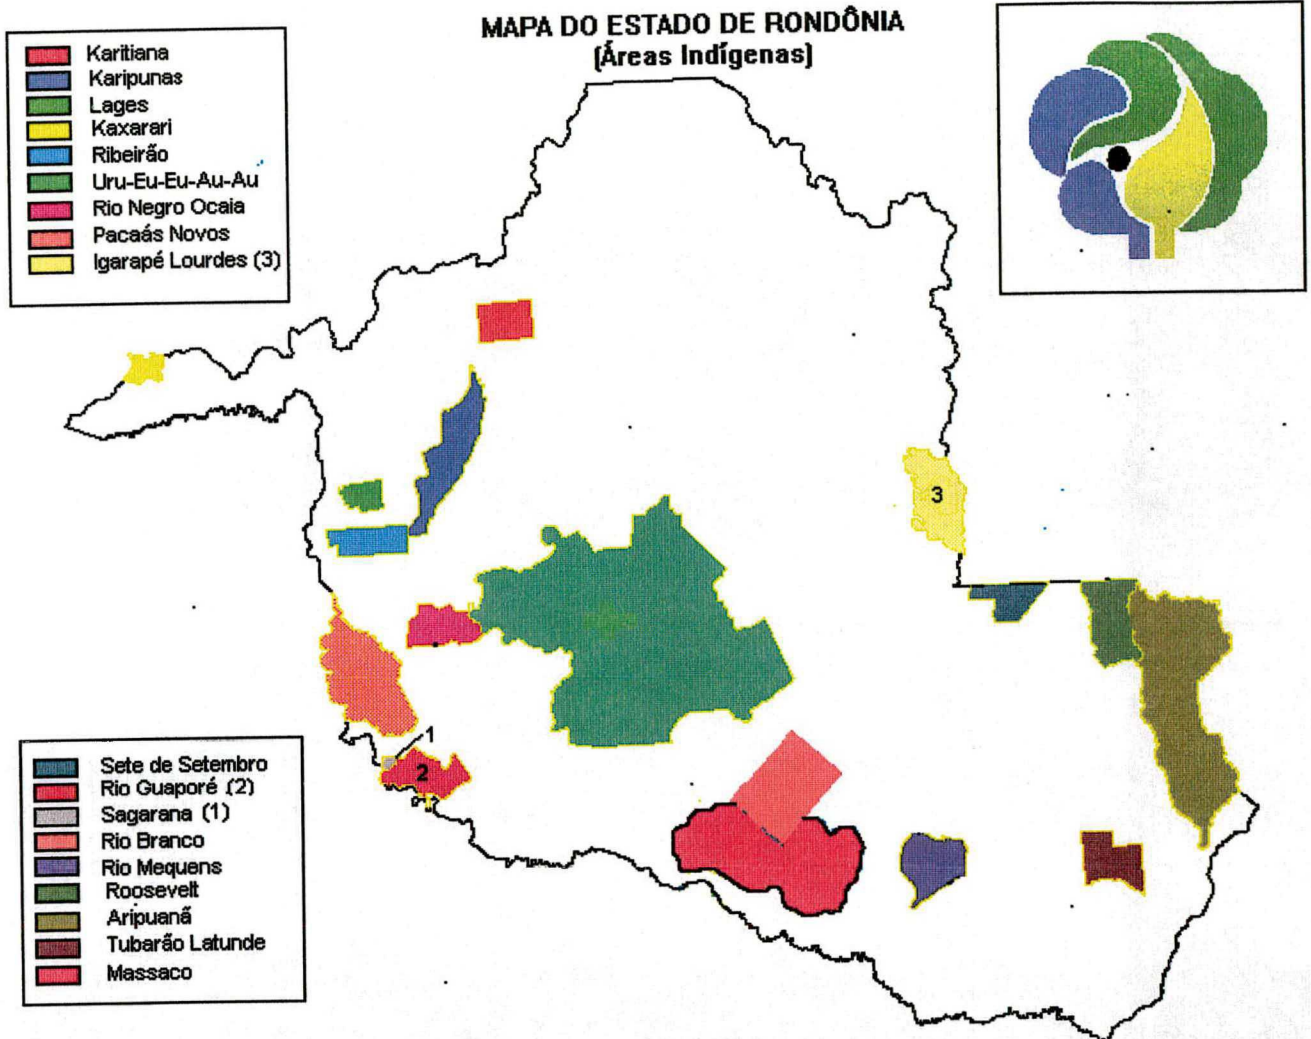 MAPA DO ESTADO DE RONDÔNIA
(Áreas Indígenas)
Karitiana
Karipunas
Lages
Kaxarari
Ribeirão
Uru-Eu-Eu-Au-Au
Rio Negro Ocaia
Pacaás Novos
Igarapé Lourdes (3)
3
1
2
Sete de Setembro
Rio Guaporé (2)
Sagarana (1)
Rio Branco
Rio Mequens
Roosevelt
Aripuanã
Tubarão Latunde
Massaco